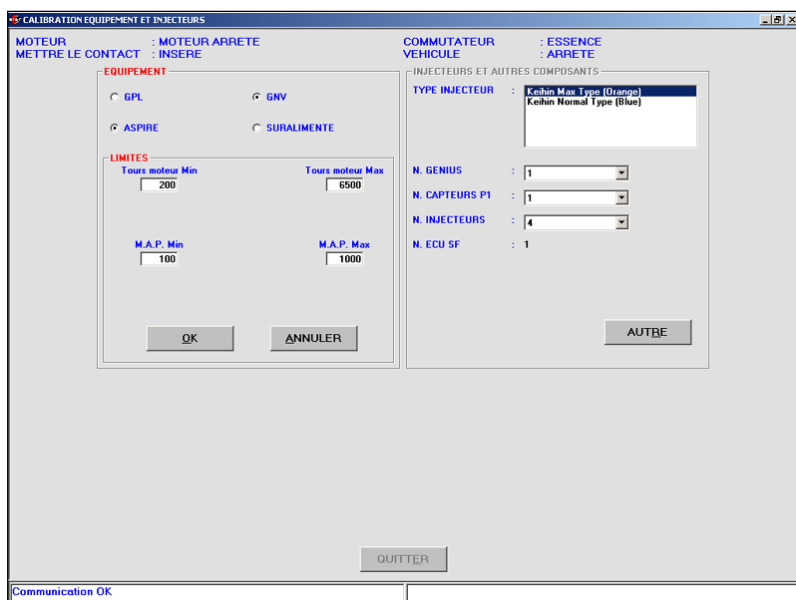 CALIBRATION EQUIPEMENT ET INJECTEURS
MOTEUR : MOTEUR ARRETE COMMUTATEUR : ESSENCE
METTRE LE CONTACT : INSERE VEHICULE : ARRETE
EQUIPEMENT
GPL GNV
ASPIRE SURALIMENTE
LIMITES
Tours moteur Min Tours moteur Max
200 6500
M.A.P. Min M.A.P. Max
100 1000
OK ANNULER
INJECTEURS ET AUTRES COMPOSANTS
TYPE INJECTEUR : Keihin Max Type (Orange)
Keihin Normal Type (Blue)
N. GENIUS : 1
N. CAPTEURS P1 : 1
N. INJECTEURS : 4
N. ECU SF : 1
AUTRE
QUITTER
Communication OK